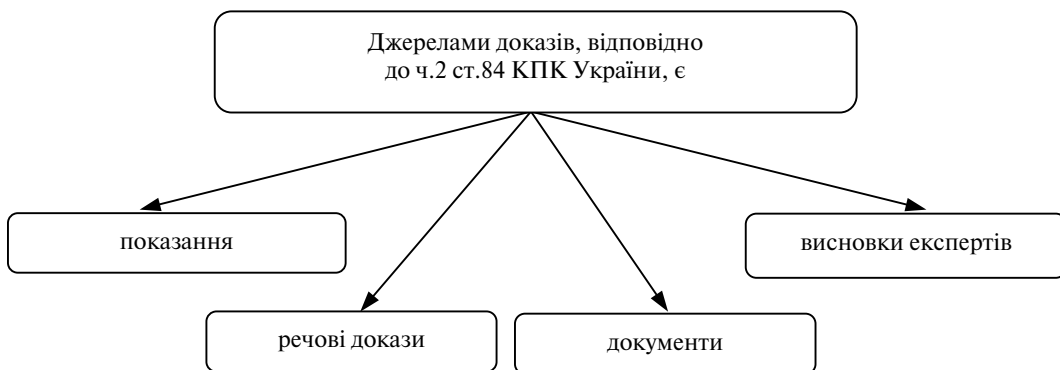 Джерелами доказів, відповідно
до ч.2 ст.84 КПК України, є
показання
висновки експертів
речові докази
документи